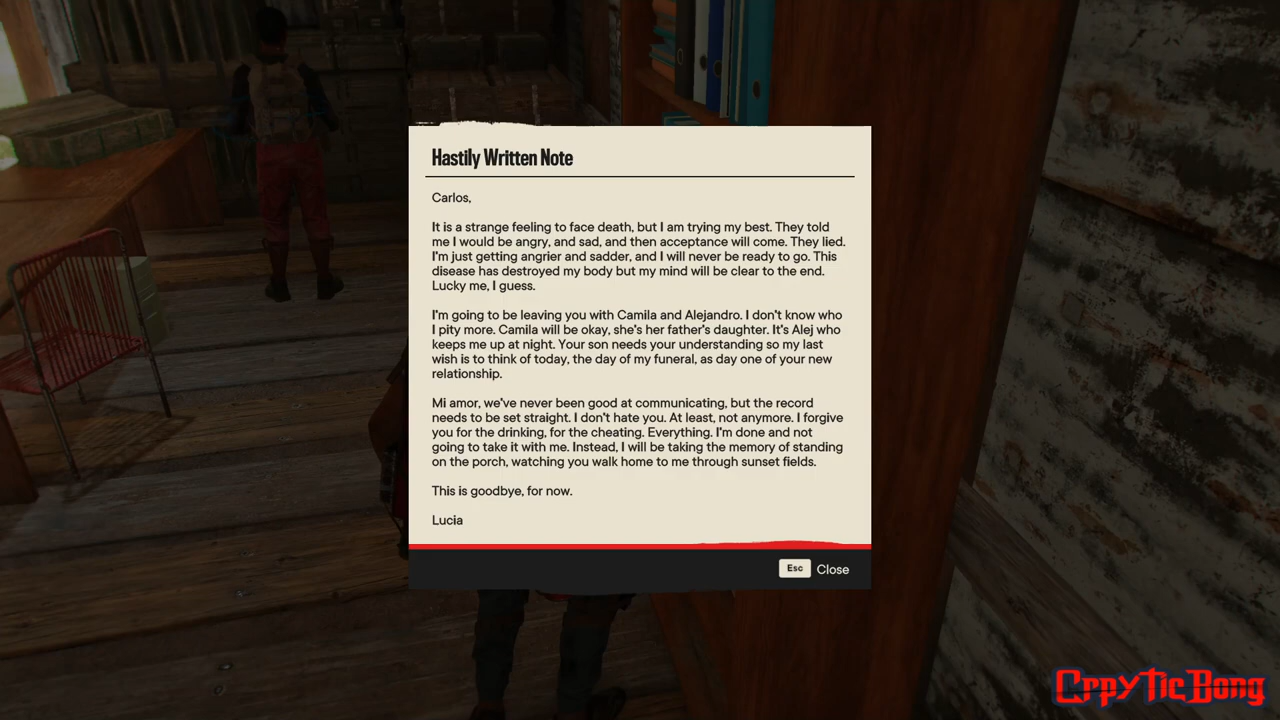 Hastily Written Note
Carlos,
It is a strange feeling to face death, but I am trying my best. They told
me I would be angry, and sad, and then acceptance will come. They lied.
I'm just getting angrier and sadder, and I will never be ready to go. This
disease has destroyed my body but my mind will be clear to the end.
Lucky me, I guess.
I'm going to be leaving you with Camila and Alejandro. I don't know who
I pity more. Camila will be okay, she's her father's daughter. It's Alej who
keeps me up at night. Your son needs your understanding so my last
wish is to think of today, the day of my funeral, as day one of your new
relationship.
Mi amor, we've never been good at communicating, but the record
needs to be set straight. I don't hate you. At least, not anymore. I forgive
you for the drinking, for the cheating. Everything. I'm done and not
going to take it with me. Instead, I will be taking the memory of standing
on the porch, watching you walk home to me through sunset fields.
This is goodbye, for now.
Lucia
Esc Close
CrpyTicBong